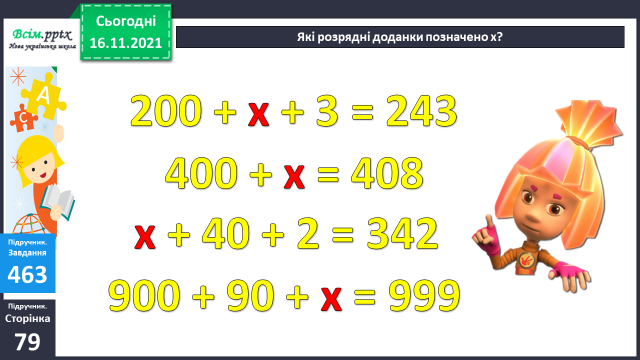 Всім.pptx
Нова українська школа
Сьогодні
16.11.2021
Які розрядні доданки позначено х?
200 + х + 3 = 243
400 + х = 408
х + 40 + 2 = 342
900 + 90 + х = 999
А
С
Підручник.
Завдання
463
Підручник.
Сторінка
79